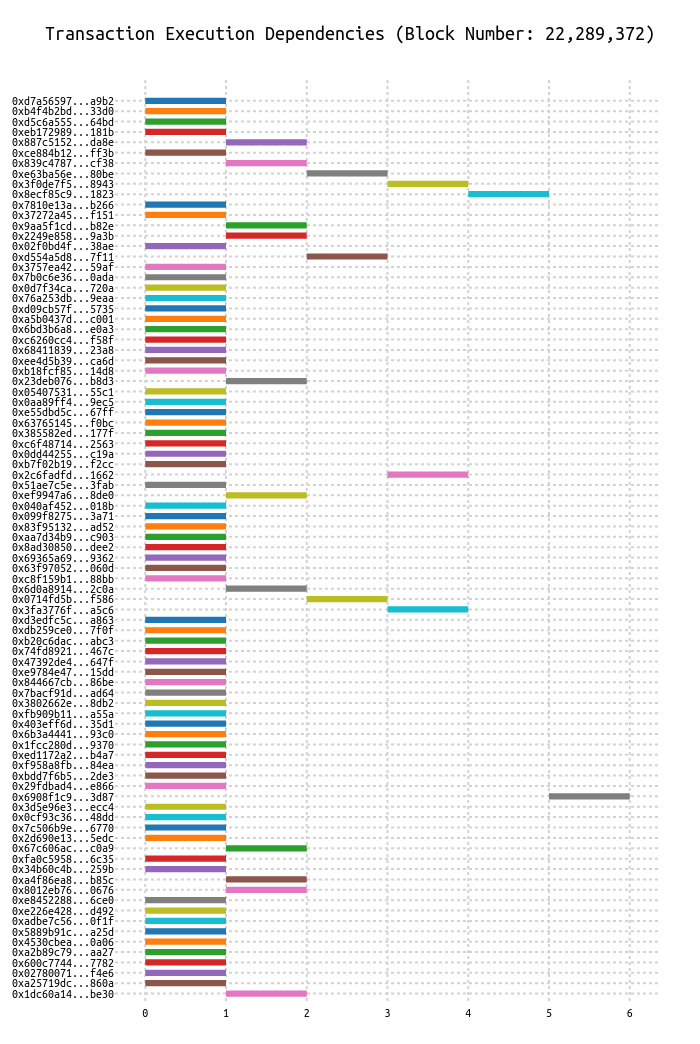 Transaction Execution Dependencies (Block Number: 22,289,372)
0xd7a56597...a9b2
0xb4f4b2bd...33d0
0xd5c6a555...64bd
0xeb172989...181b
0x887c5152...da8e
0xce884b12...ff3b
0x839c4787...cf38
0xe63ba56e...80be
0x3f0de7f5...8943
0x8ecf85c9...1823
0x7810e13a...b266
0x37272a45...f151
0x9aa5f1cd...b82e
0x2249e858...9a3b
0x02f0bd4f...38ae
0xd554a5d8...7f11
0x3757ea42...59af
0x7b0c6e36...0ada
0x0d7f34ca...720a
0x76a253db...9eaa
0xd09cb57f...5735
0xa5b0437d...c001
0x6bd3b6a8...e0a3
0xc6260cc4...f58f
0x68411839...23a8
0xee4d5b39...ca6d
0xb18fcf85...14d8
0x23deb076...b8d3
0x05407531...55c1
0x0aa89ff4...9ec5
0xe55dbd5c...67ff
0x63765145...f0bc
0x385582ed...177f
0xc6f48714...2563
0x0dd44255...c19a
0xb7f02b19...f2cc
0x2c6fadfd...1662
0x51ae7c5e...3fab
0xef9947a6...8de0
0x040af452...018b
0x099f8275...3a71
0x83f95132...ad52
0xaa7d34b9...c903
0x8ad30850...dee2
0x69365a69...9362
0x63f97052...060d
0xc8f159b1...88bb
0x6d0a8914...2c0a
0x0714fd5b...f586
0x3fa3776f...a5c6
0xd3edfc5c...a863
0xdb259ce0...7f0f
0xb20c6dac...abc3
0x74fd8921...467c
0x47392de4...647f
0xe9784e47...15dd
0x844667cb...86be
0x7bacf91d...ad64
0x3802662e...8db2
0xfb909b11...a55a
0x403eff6d...35d1
0x6b3a4441...93c0
0x1fcc280d...9370
0xed1172a2...b4a7
0xf958a8fb...84ea
0xbdd7f6b5...2de3
0x29fdbad4...e866
0x6908f1c9...3d87
0x3d5e96e3...ecc4
0x0cf93c36...48dd
0x7c506b9e...6770
0x2d690e13...5edc
0x67c606ac...c0a9
0xfa0c5958...6c35
0x34b60c4b...259b
0xa4f86ea8...b85c
0x8012eb76...0676
0xe8452288...6ce0
0xe226e428...d492
0xadbe7c56...0f1f
0x5889b91c...a25d
0x4530cbea...0a06
0xa2b89c79...aa27
0x600c7744...7782
0x02780071...f4e6
0xa25719dc...860a
0x1dc60a14...be30
0 1 2 3 4 5 6